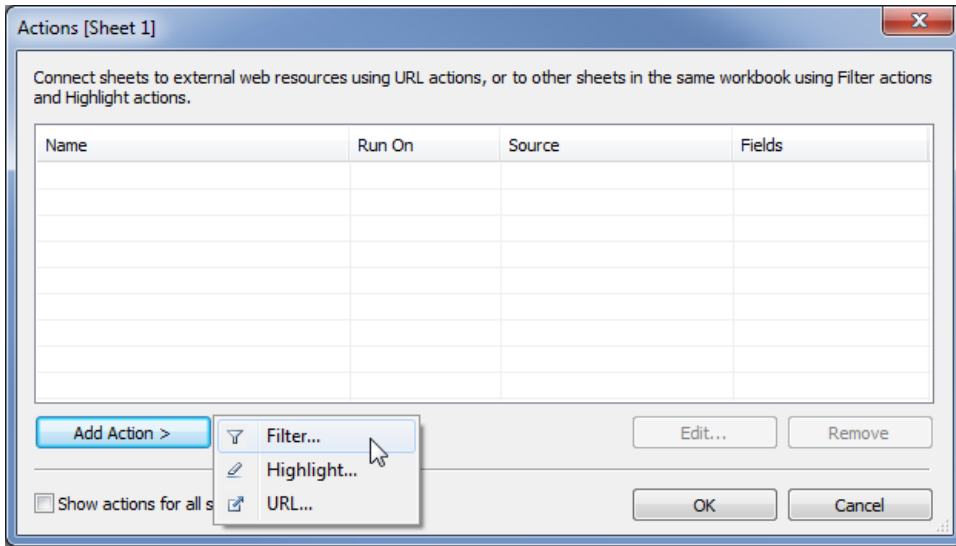 Actions [Sheet 1]
Connect sheets to external web resources using URL actions, or to other sheets in the same workbook using Filter actions
and Highlight actions.
Name Run On Source Fields
Add Action > Filter... Edit... Remove
Highlight...
Show actions for all s URL... OK Cancel